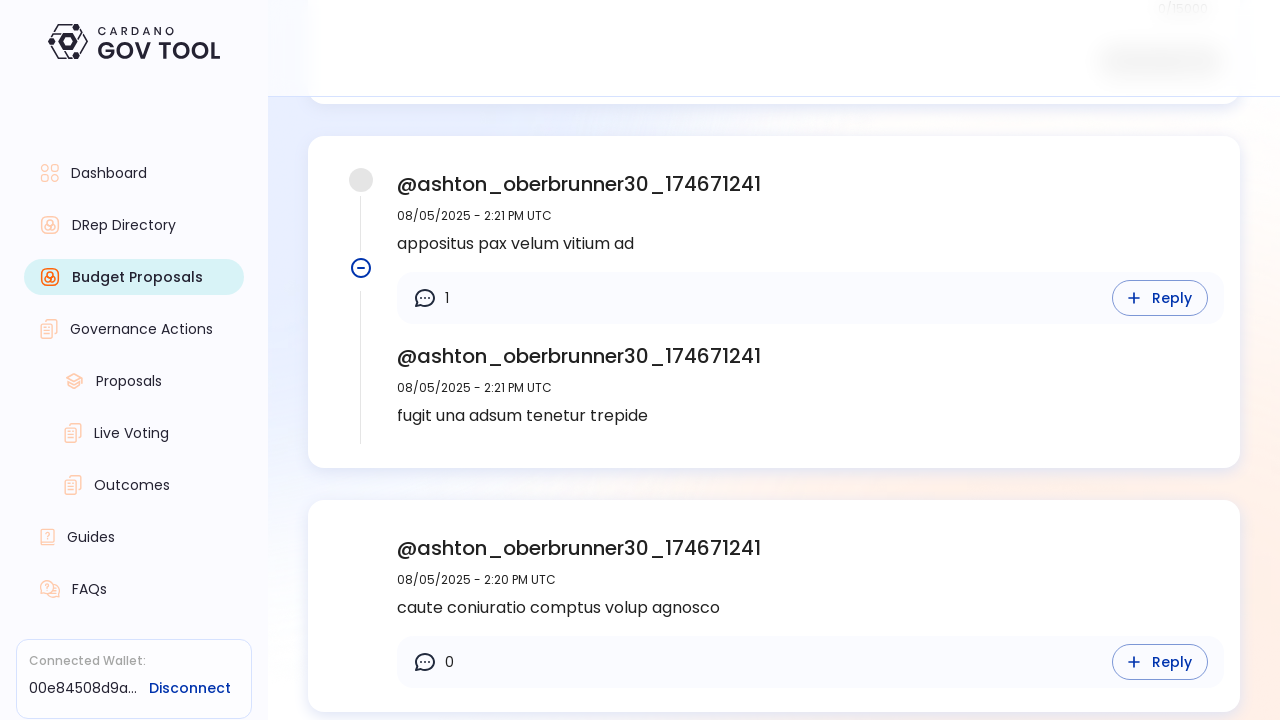 CARDANO
GOV TOOL
Dashboard
DRep Directory
Budget Proposals
Governance Actions
Proposals
Live Voting
Outcomes
Guides
FAQs
Connected Wallet:
00e84508d9a... Disconnect
0/15000
@ashton_oberbrunner30_174671241
08/05/2025 - 2:21 PM UTC
appositus pax velum vitium ad
1 Reply
@ashton_oberbrunner30_174671241
08/05/2025 - 2:21 PM UTC
fugit una adsum tenetur trepide
@ashton_oberbrunner30_174671241
08/05/2025 - 2:20 PM UTC
caute coniuratio comptus volup agnosco
0 Reply